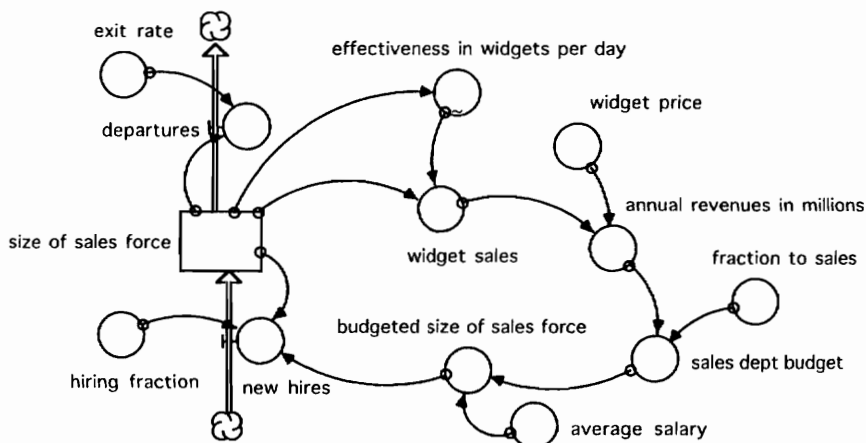 exit rate
effectiveness in widgets per day
widget price
departures
annual revenues in millions
size of sales force
widget sales
fraction to sales
budgeted size of sales force
hiring fraction
new hires
sales dept budget
average salary